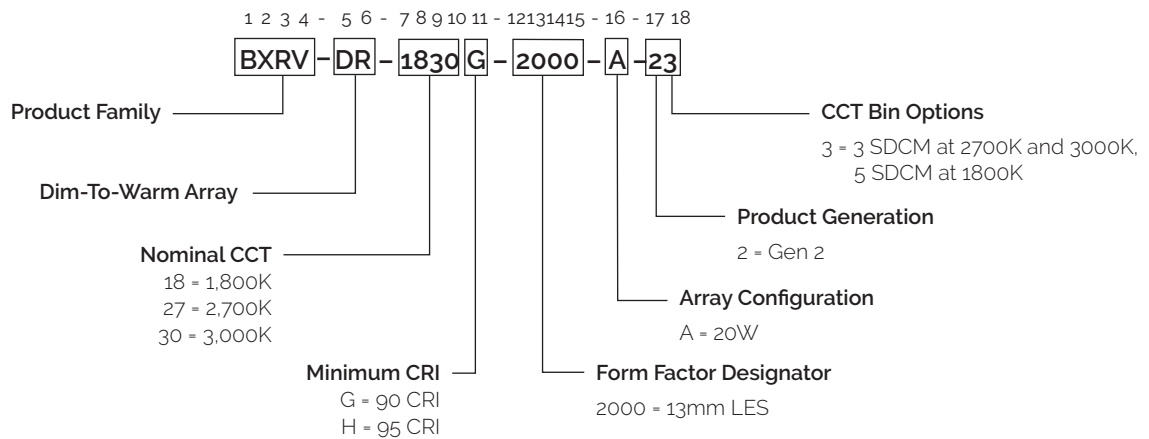 1 2 3 4 - 5 6 - 7 8 9 10 11 - 12131415 - 16 - 17 18
BXRV – DR – 1830 G – 2000 – A – 23
Product Family
CCT Bin Options
3 = 3 SDCM at 2700K and 3000K,
5 SDCM at 1800K
Dim-To-Warm Array
Product Generation
2 = Gen 2
Nominal CCT
18 = 1,800K
27 = 2,700K
30 = 3,000K
Array Configuration
A = 20W
Minimum CRI
G = 90 CRI
H = 95 CRI
Form Factor Designator
2000 = 13mm LES